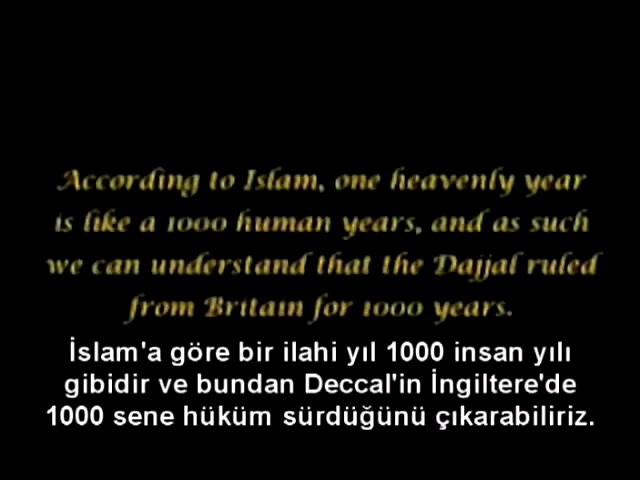 According to Islam, one heavenly year
is like a 1000 human years, and as such
we can understand that the Dajjal ruled
from Britain for 1000 years.
İslam'a göre bir ilahi yıl 1000 insan yılı
gibidir ve bundan Deccal'in İngiltere'de
1000 sene hüküm sürdüğünü çıkarabiliriz.